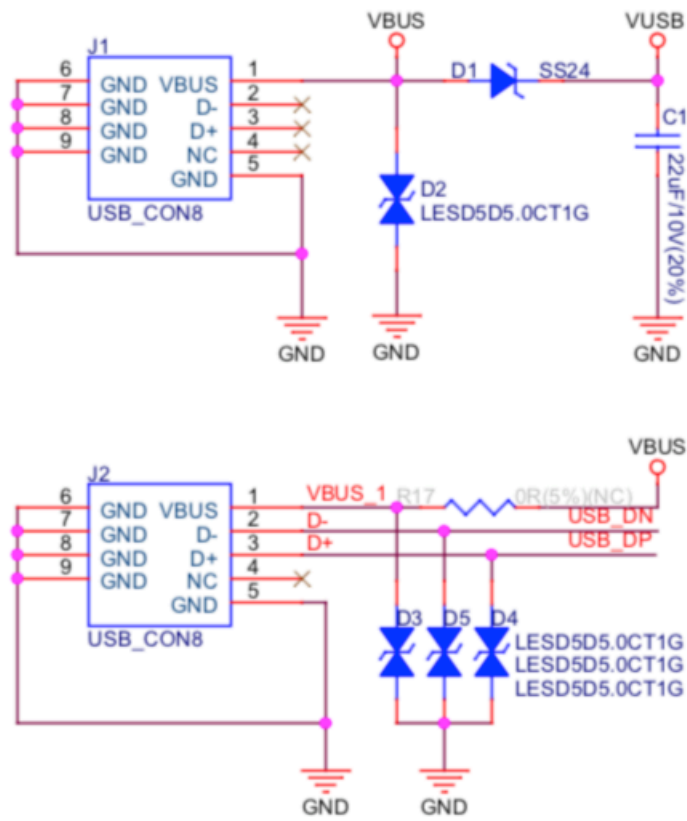 VBUS
VUSB
J1
6 GND VBUS 1
7 GND D- 2
8 GND D+ 3
9 GND NC 4
GND 5
USB_CON8
D1
SS24
C1
22uF/10V(20%)
D2
LESD5D5.0CT1G
GND
GND
GND
VBUS
J2
6 GND VBUS 1
7 GND D- 2
8 GND D+ 3
9 GND NC 4
GND 5
USB_CON8
VBUS_1
R17
0R(5%)(NC)
D-
USB_DN
D+
USB_DP
D3
D5
D4
LESD5D5.0CT1G
LESD5D5.0CT1G
LESD5D5.0CT1G
GND
GND